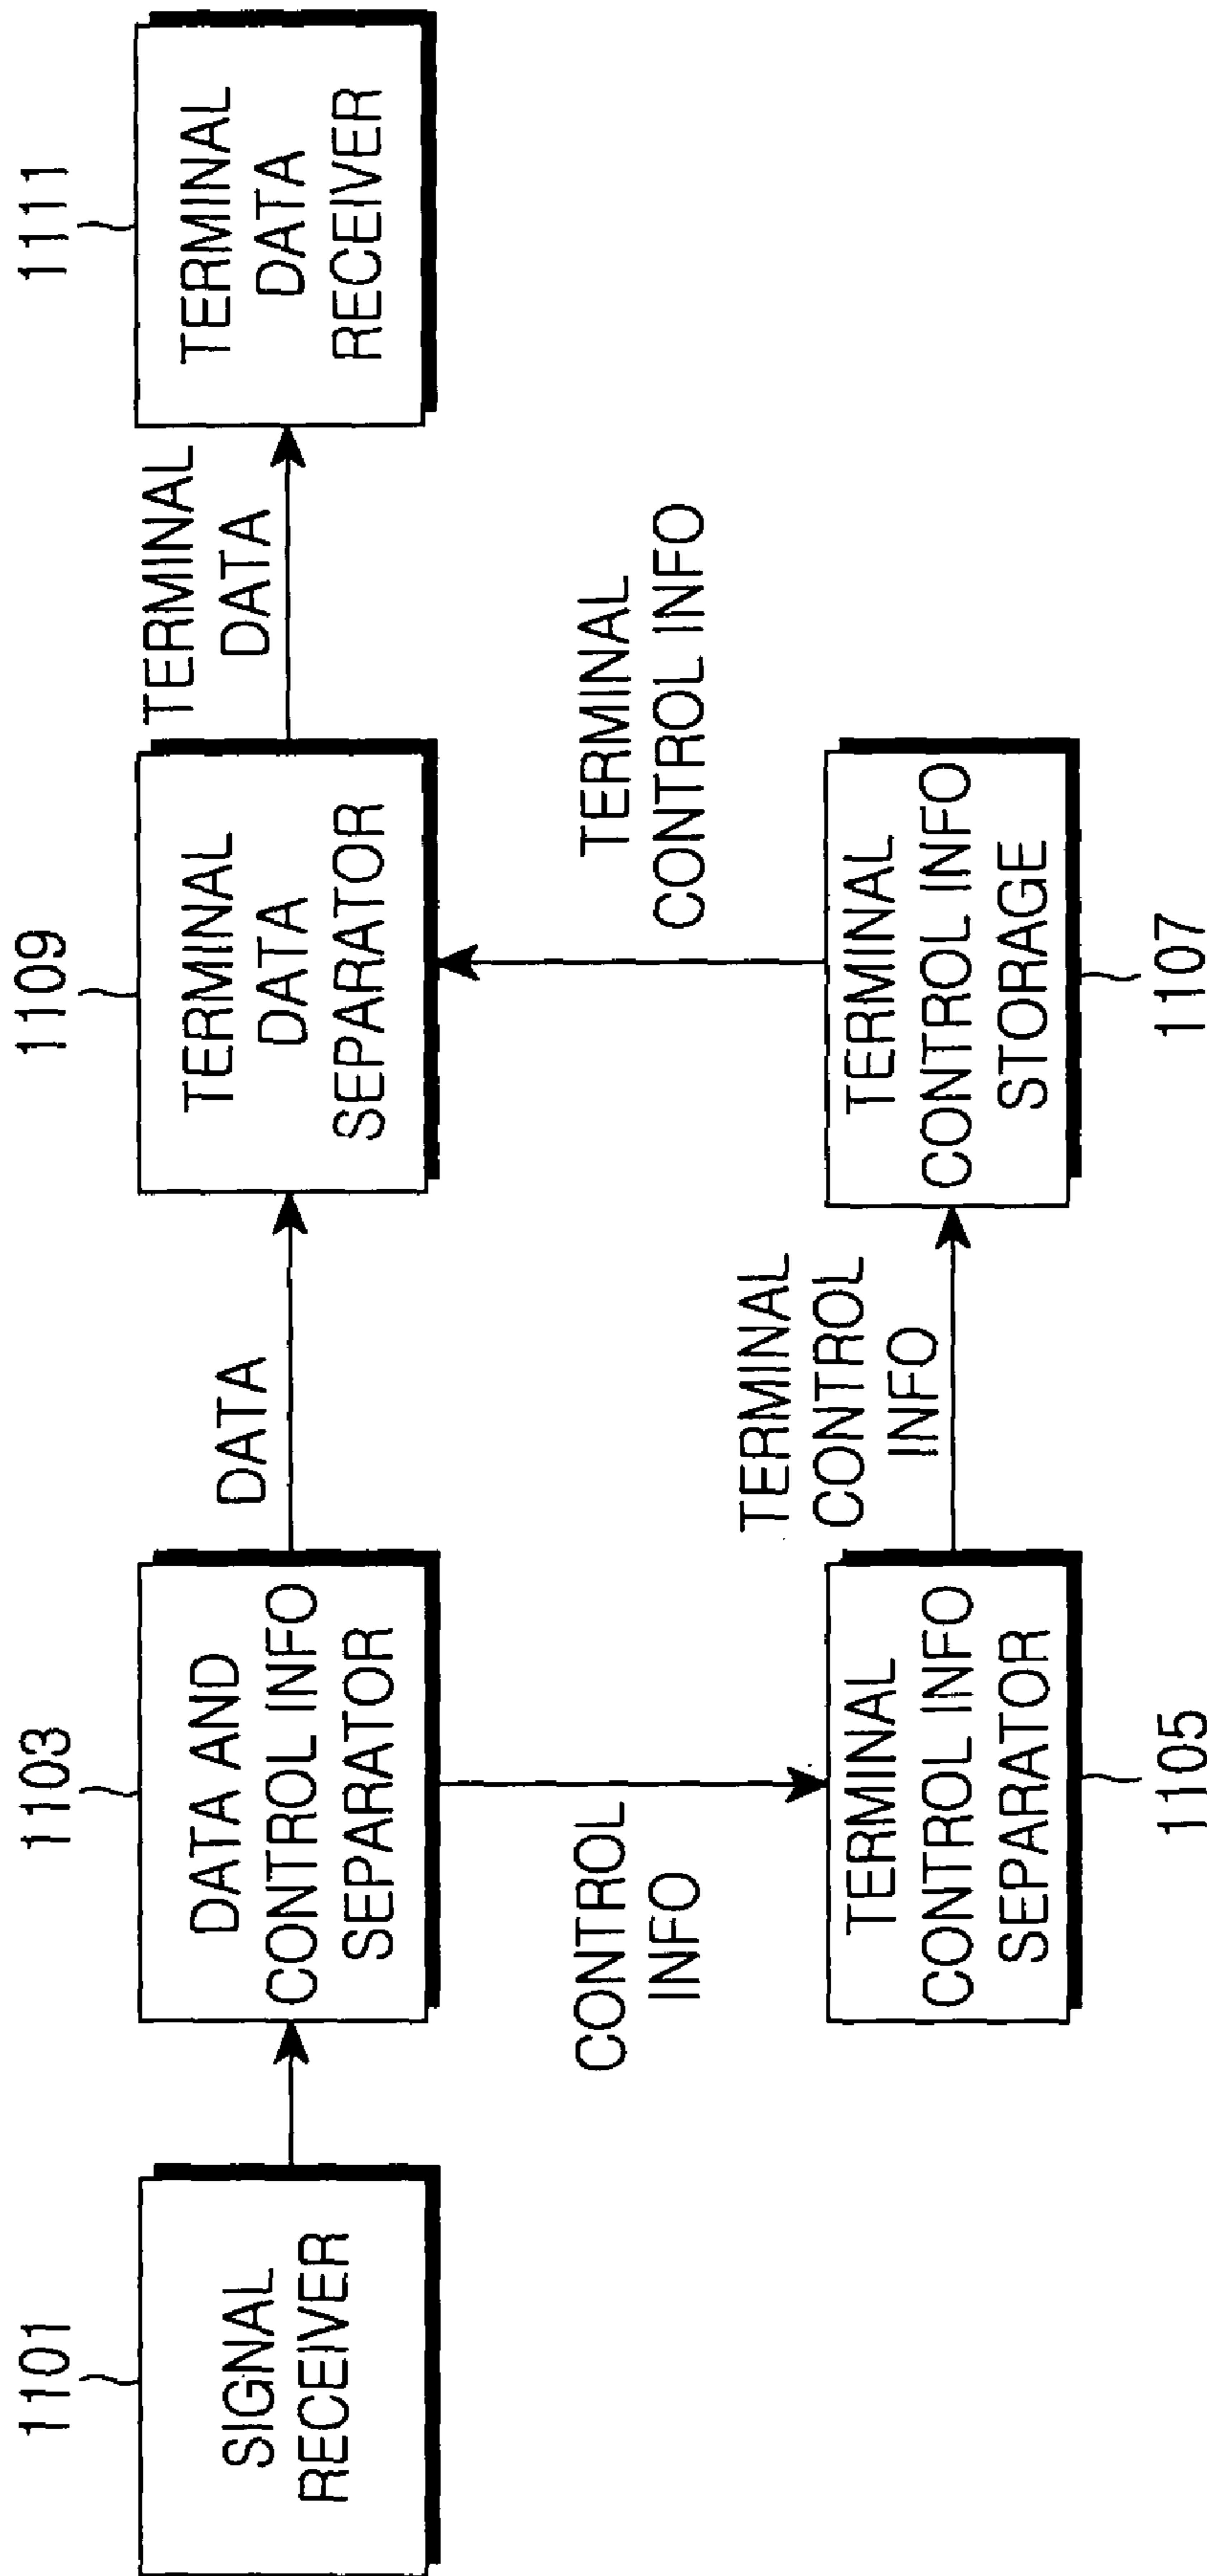 1101
SIGNAL
RECEIVER
1103
DATA AND
CONTROL INFO
SEPARATOR
DATA
1109
TERMINAL
DATA
SEPARATOR
TERMINAL
DATA
1111
TERMINAL
DATA
RECEIVER
CONTROL
INFO
TERMINAL
CONTROL INFO
TERMINAL
CONTROL INFO
SEPARATOR
1105
TERMINAL
CONTROL
INFO
TERMINAL
CONTROL INFO
STORAGE
1107